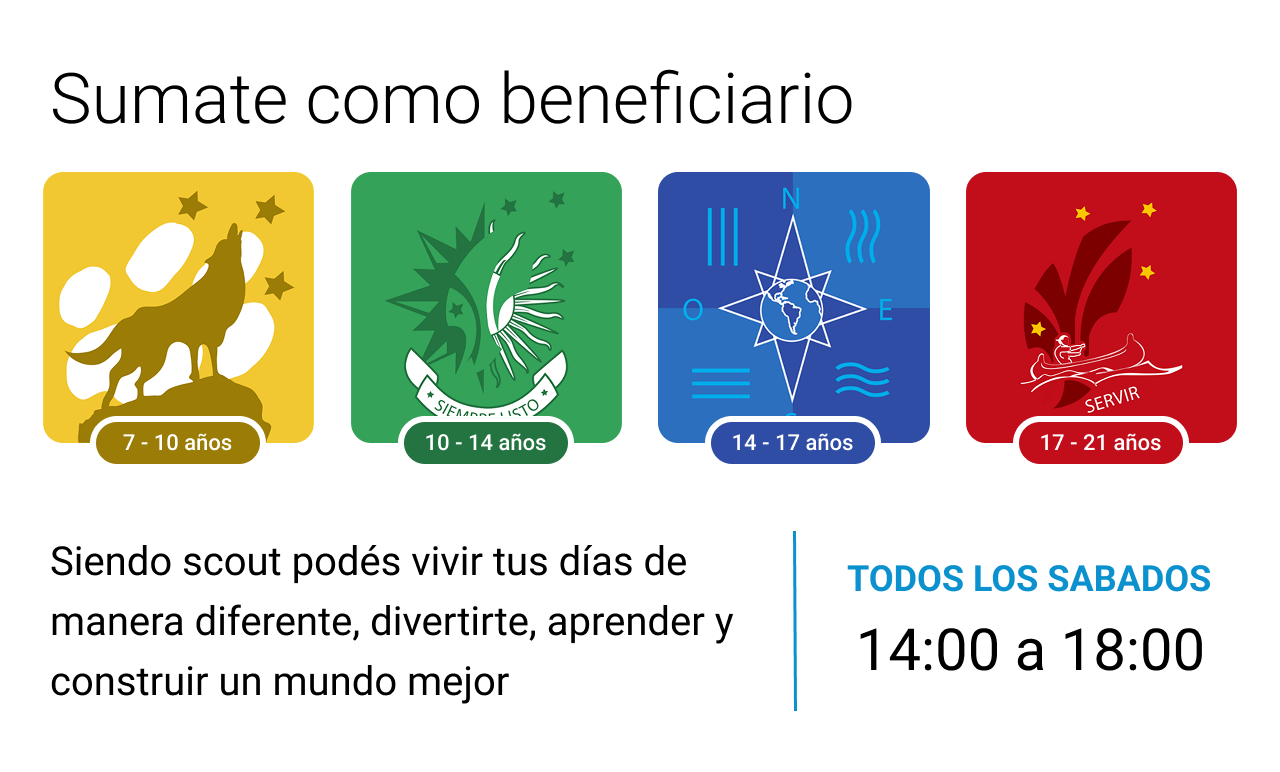 Sumate como beneficiario
N
O
E
SIEMPRE LISTO
SERVIR
7 - 10 años
10 - 14 años
14 - 17 años
17 - 21 años
Siendo scout podés vivir tus días de
manera diferente, divertirte, aprender y
construir un mundo mejor
TODOS LOS SABADOS
14:00 a 18:00